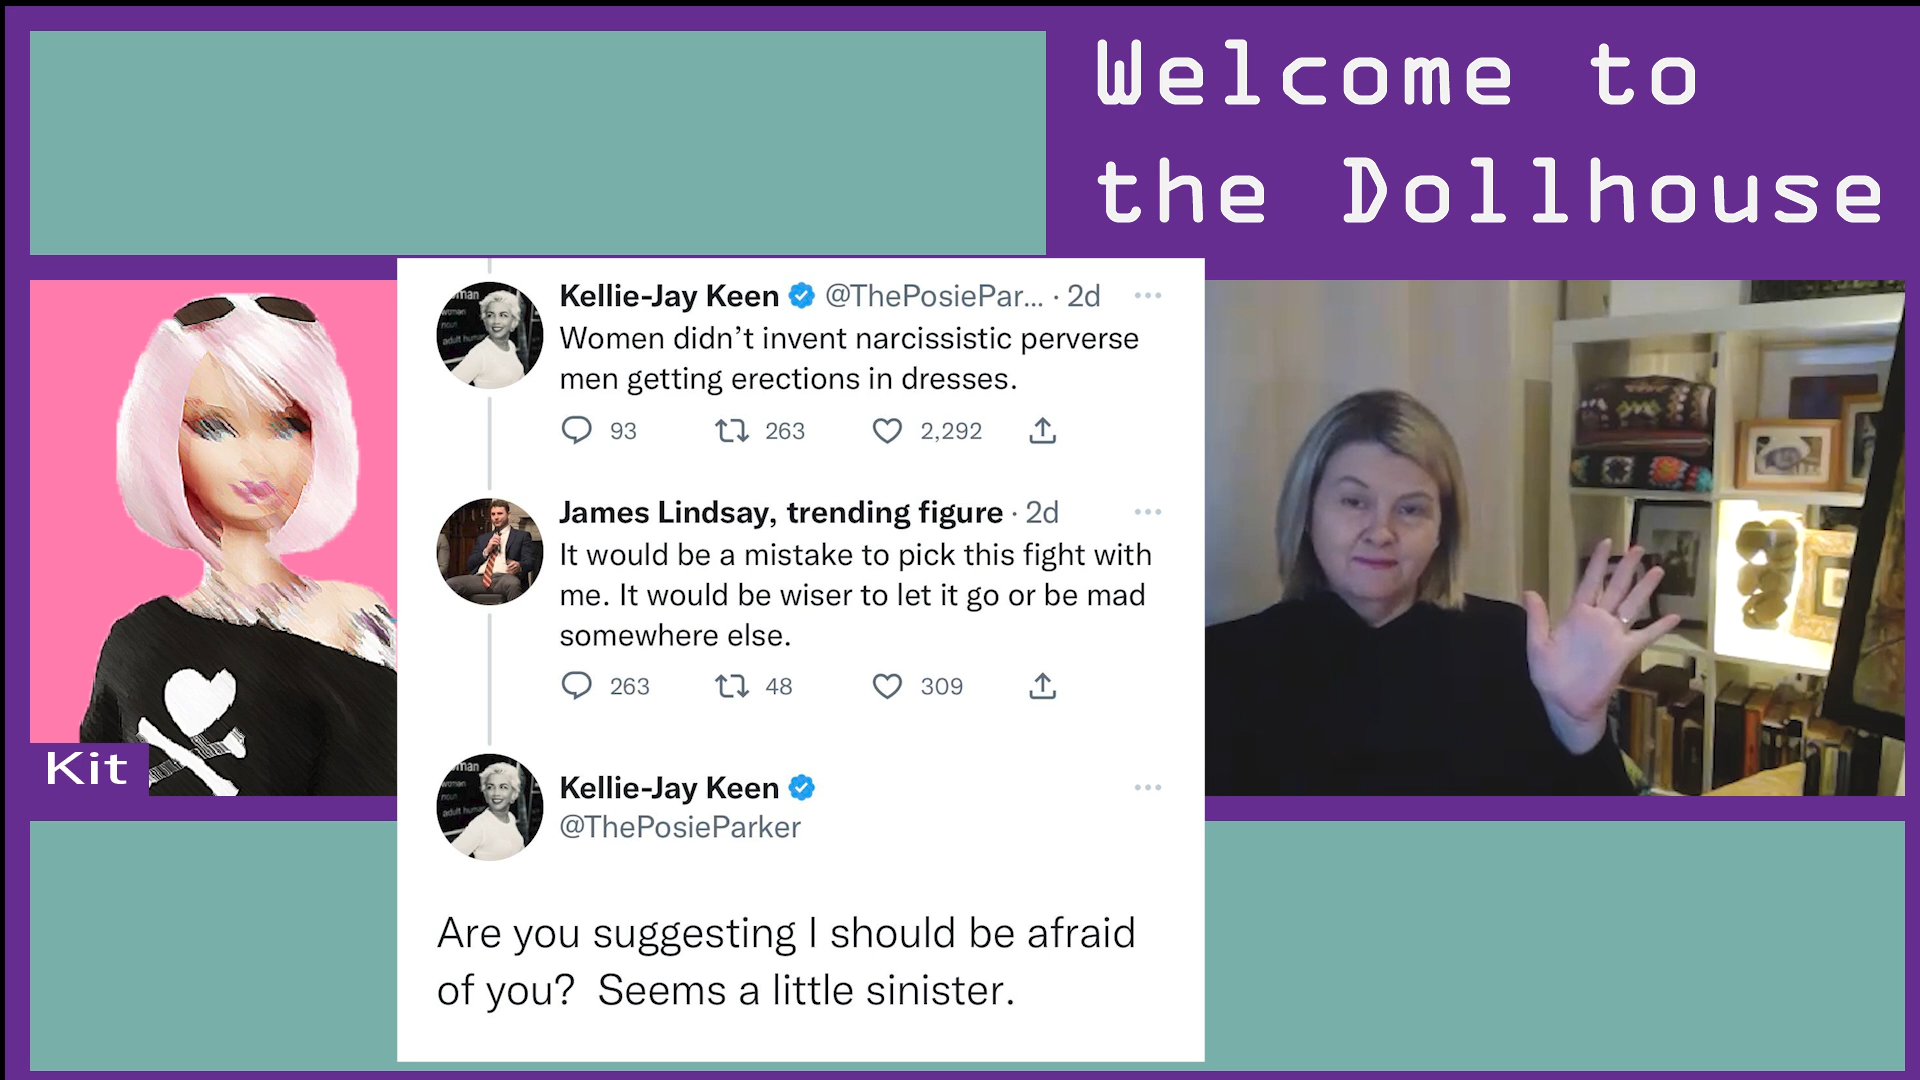 Welcome to
the Dollhouse
Kellie-Jay Keen @ThePosiePar... · 2d
Women didn't invent narcissistic perverse
men getting erections in dresses.
93 263 2,292
James Lindsay, trending figure · 2d
It would be a mistake to pick this fight with
me. It would be wiser to let it go or be mad
somewhere else.
263 48 309
Kit
Kellie-Jay Keen
@ThePosieParker
Are you suggesting I should be afraid
of you? Seems a little sinister.